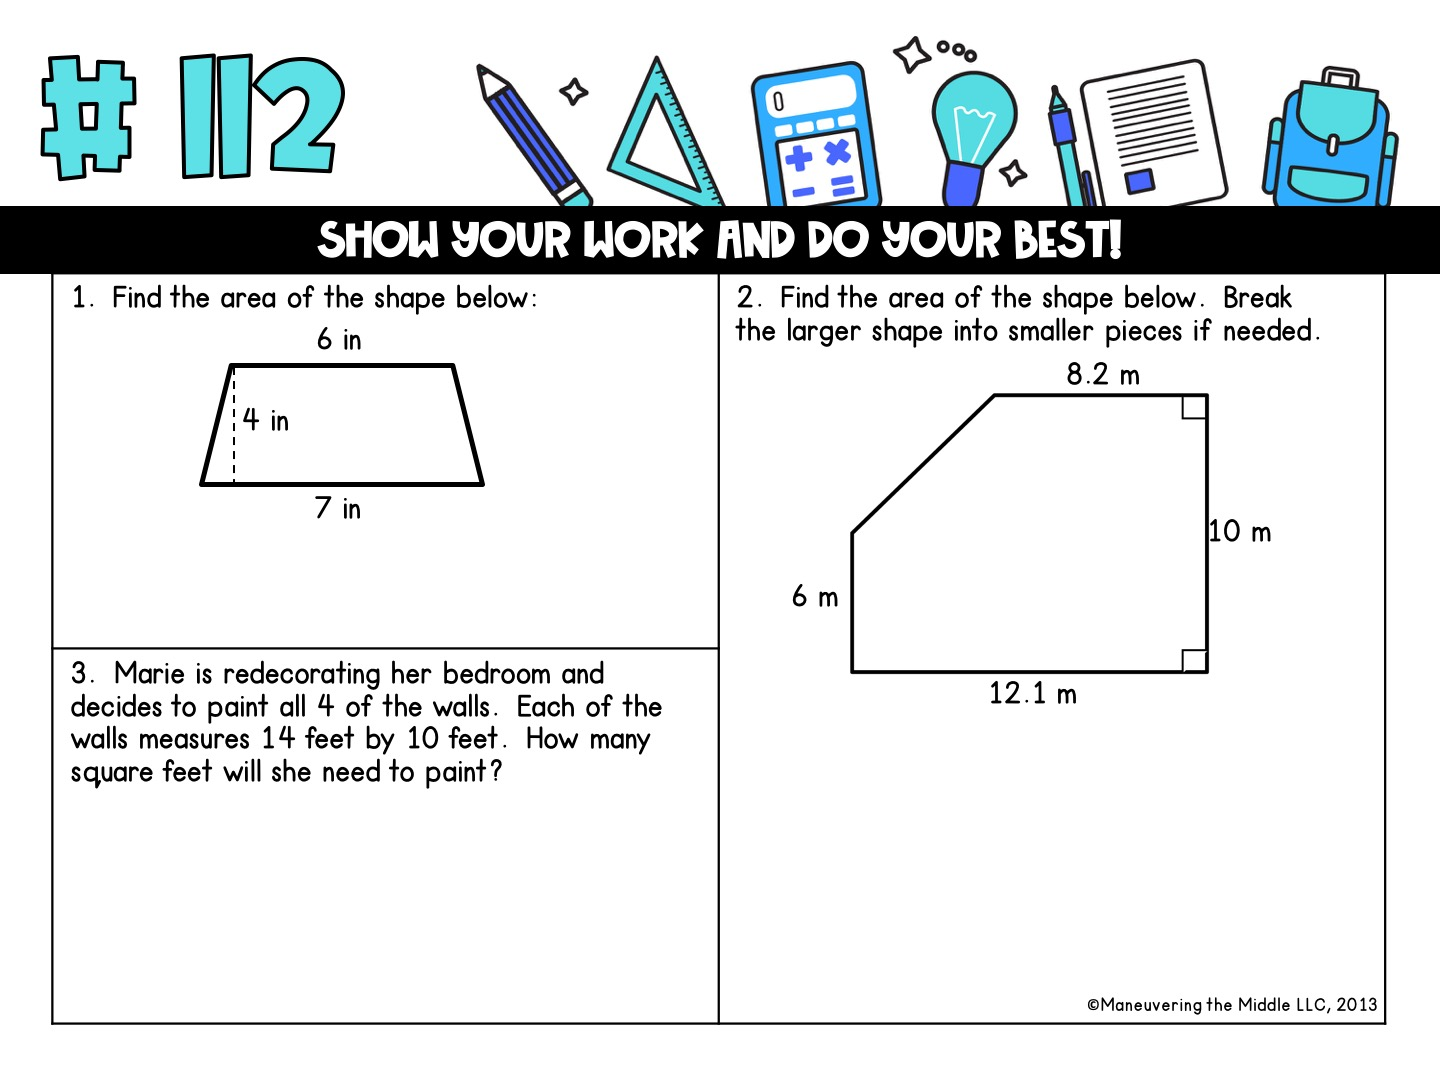 # 112
SHOW YOUR WORK AND DO YOUR BEST!
1. Find the area of the shape below:
6 in
4 in
7 in
2. Find the area of the shape below. Break
the larger shape into smaller pieces if needed.
8.2 m
10 m
6 m
12.1 m
3. Marie is redecorating her bedroom and
decides to paint all 4 of the walls. Each of the
walls measures 14 feet by 10 feet. How many
square feet will she need to paint?
©Maneuvering the Middle LLC, 2013
0